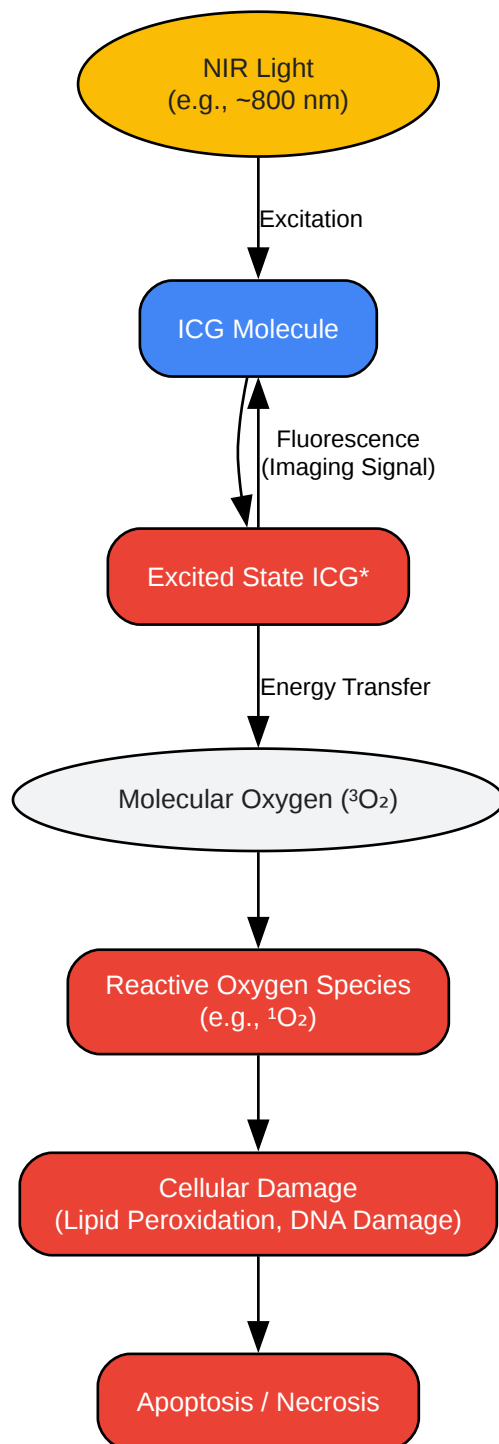 NIR Light
(e.g., ~800 nm)
Excitation
ICG Molecule
Fluorescence
(Imaging Signal)
Excited State ICG*
Energy Transfer
Molecular Oxygen (³O₂)
Reactive Oxygen Species
(e.g., ¹O₂)
Cellular Damage
(Lipid Peroxidation, DNA Damage)
Apoptosis / Necrosis